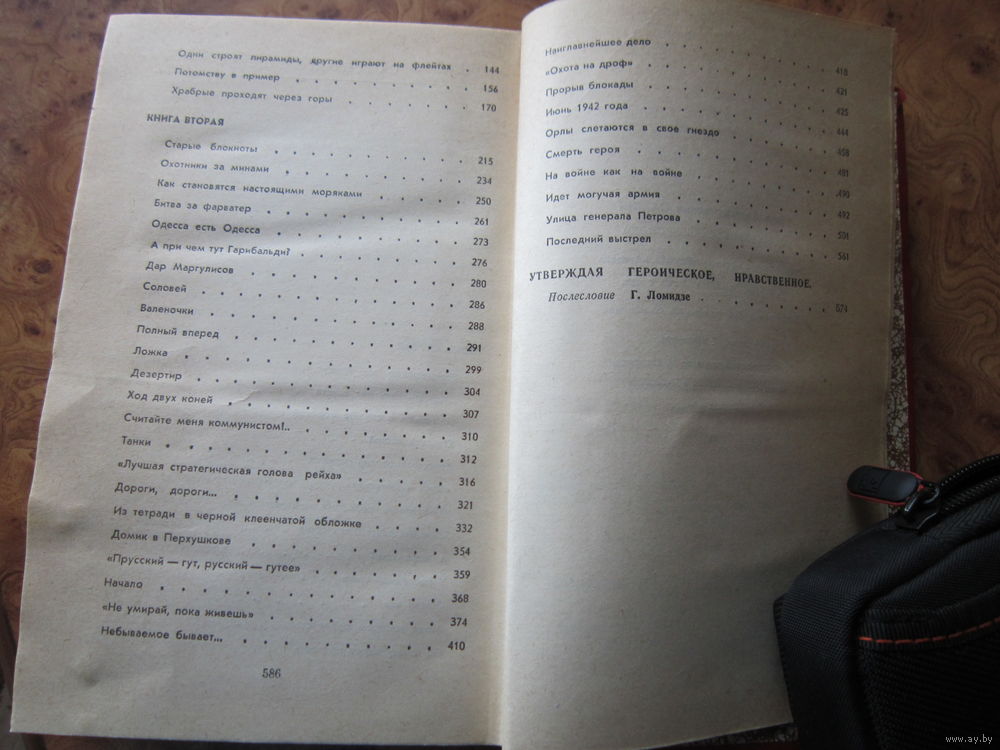 Одни строят пирамиды, другие играют на флейтах . 144
Потомству в пример . . . . . . . . . 156
Храбрые проходят через горы . . . . . . 170
КНИГА ВТОРАЯ
Старые блокноты . . . . . . . . . . 215
Охотники за минами . . . . . . . . . 234
Как становятся настоящими моряками . . . . . 250
Битва за фарватер . . . . . . . . . . 261
Одесса есть Одесса . . . . . . . . . . 273
А при чем тут Гарибальди? . . . . . . . . 276
Дар Маргулисов . . . . . . . . . . 280
Соловей . . . . . . . . . . . . 286
Валеночки . . . . . . . . . . . . 288
Полный вперед . . . . . . . . . . . 291
Ложка . . . . . . . . . . . . . 299
Дезертир . . . . . . . . . . . . 304
Ход двух коней . . . . . . . . . . . 307
Считайте меня коммунистом!.. . . . . . . . 310
Танки . . . . . . . . . . . . . 312
«Лучшая стратегическая голова рейха» . . . . . 316
Дороги, дороги... . . . . . . . . . . 321
Из тетради в черной клеенчатой обложке . . . . 332
Домик в Перхушкове . . . . . . . . . 354
«Прусский — гут, русский — гутее» . . . . . . 359
Начало . . . . . . . . . . . . . 368
«Не умирай, пока живешь» . . . . . . . . 374
Небываемое бывает... . . . . . . . . . 410
586
Наиглавнейшее дело . . . . . . . .
«Охота на дроф» . . . . . . . . . 418
Прорыв блокады . . . . . . . . . 421
Июнь 1942 года . . . . . . . . . 425
Орлы слетаются в свое гнездо . . . . . . 444
Смерть героя . . . . . . . . . . 458
На войне как на войне . . . . . . . 481
Идет могучая армия . . . . . . . . 490
Улица генерала Петрова . . . . . . . 492
Последний выстрел . . . . . . . . 501
561
УТВЕРЖДАЯ ГЕРОИЧЕСКОЕ, НРАВСТВЕННОЕ.
Послесловие Г. Ломидзе . . . . . . . 574
www.ay.by